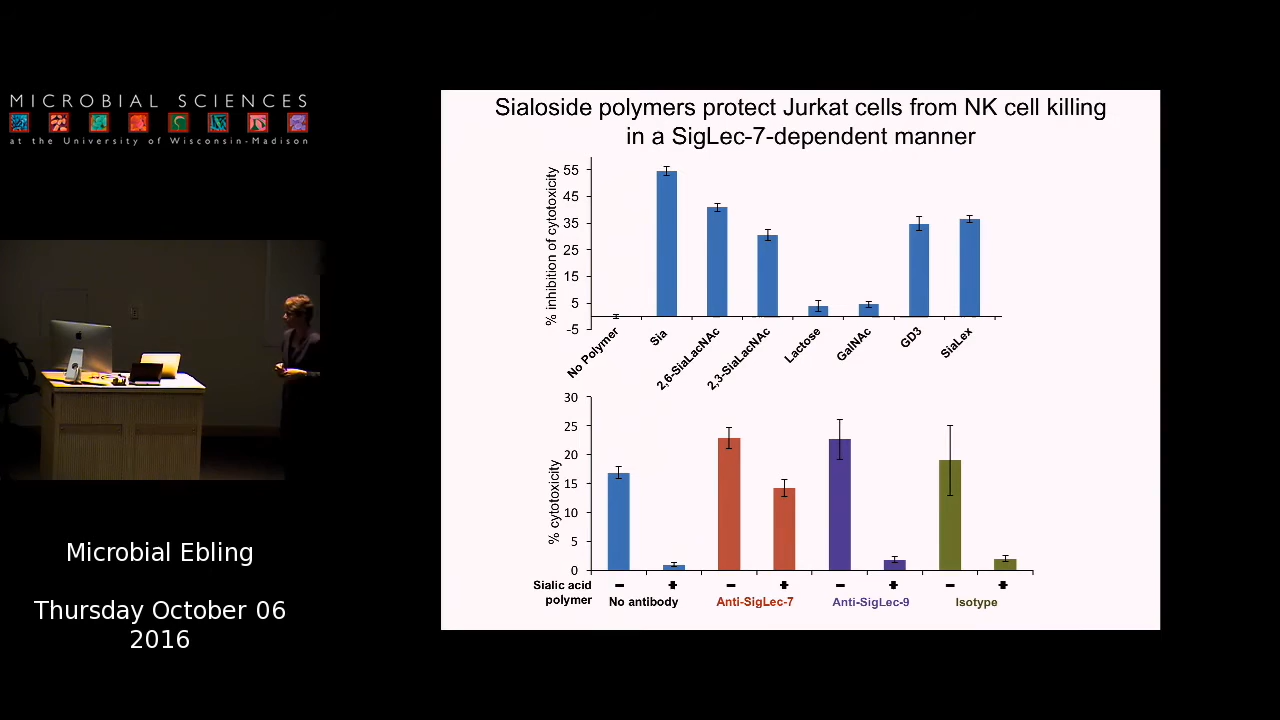 MICROBIAL SCIENCES
at the University of Wisconsin-Madison
Microbial Ebling
Thursday October 06
2016
Sialoside polymers protect Jurkat cells from NK cell killing
in a SigLec-7-dependent manner
% inhibition of cytotoxicity
55
45
35
25
15
5
-5
No Polymer
Sia
2,6-SiaLacNAc
2,3-SiaLacNAc
Lactose
GalNAc
GD3
SiaLex
% cytotoxicity
30
25
20
15
10
5
0
Sialic acid
polymer
− + − + − + − +
No antibody Anti-SigLec-7 Anti-SigLec-9 Isotype